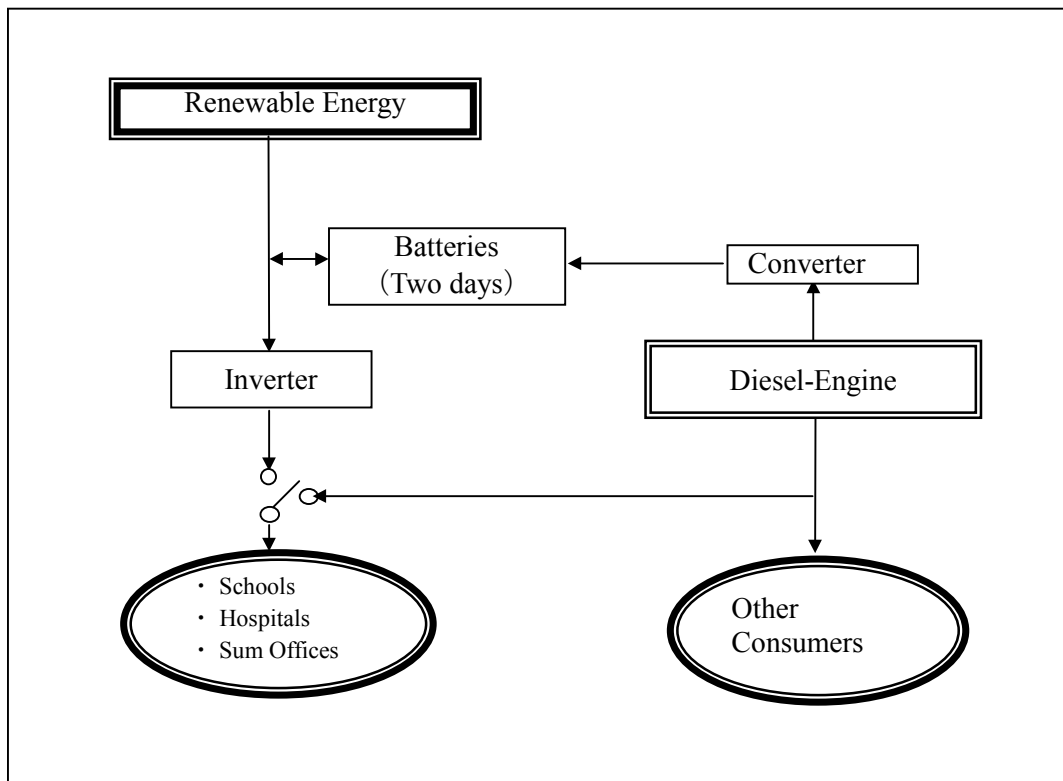 Renewable Energy
Batteries
（Two days）
Converter
Inverter
Diesel-Engine
・ Schools
・ Hospitals
・ Sum Offices
Other
Consumers